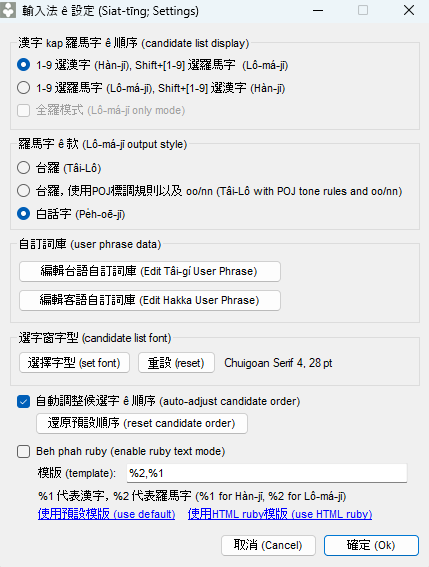 輸入法 ê 設定 (Siat-tīng; Settings)
漢字 kap 羅馬字 ê 順序 (candidate list display)
1-9 選漢字 (Hàn-jī), Shift+[1-9] 選羅馬字 (Lô-má-jī)
1-9 選羅馬字 (Lô-má-jī), Shift+[1-9] 選漢字 (Hàn-jī)
全羅模式 (Lô-má-jī only mode)
羅馬字 ê 款 (Lô-má-jī output style)
台羅 (Tâi-Lô)
台羅, 使用POJ標調規則以及 oo/nn (Tâi-Lô with POJ tone rules and oo/nn)
白話字 (Pe̍h-oē-jī)
自訂詞庫 (user phrase data)
編輯台語自訂詞庫 (Edit Tâi-gí User Phrase)
編輯客語自訂詞庫 (Edit Hakka User Phrase)
選字窗字型 (candidate list font)
選擇字型 (set font) 重設 (reset) Chuigoan Serif 4, 28 pt
自動調整候選字 ê 順序 (auto-adjust candidate order)
還原預設順序 (reset candidate order)
Beh phah ruby (enable ruby text mode)
模版 (template): %2,%1
%1 代表漢字，%2 代表羅馬字 (%1 for Hàn-jī, %2 for Lô-má-jī)
使用預設模版 (use default) 使用HTML ruby模版 (use HTML ruby)
取消 (Cancel) 確定 (Ok)